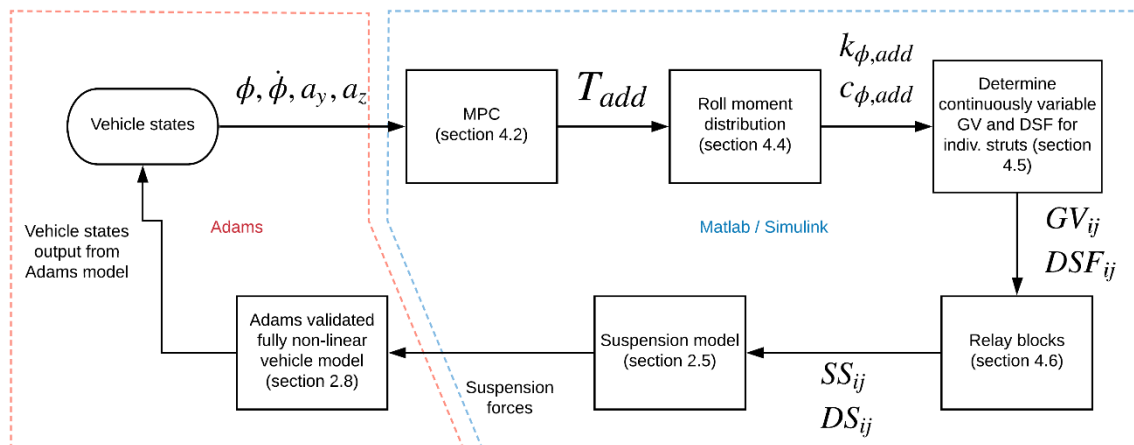 Vehicle states
ϕ, ϕ̇, a_y, a_z
MPC
(section 4.2)
T_add
Roll moment
distribution
(section 4.4)
k_ϕ,add
c_ϕ,add
Determine
continuously variable
GV and DSF for
indiv. struts (section
4.5)
Vehicle states
output from
Adams model
Adams
Matlab / Simulink
GV_ij
DSF_ij
Adams validated
fully non-linear
vehicle model
(section 2.8)
Suspension
forces
Suspension model
(section 2.5)
SS_ij
DS_ij
Relay blocks
(section 4.6)